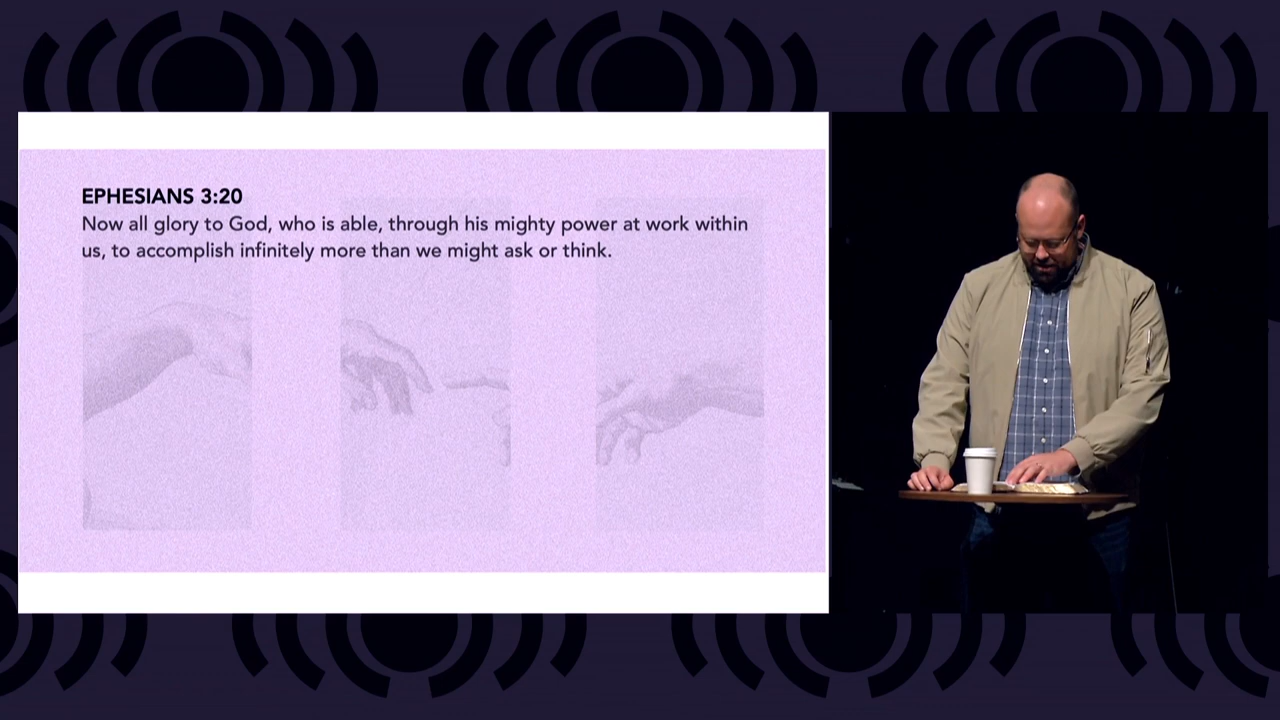 EPHESIANS 3:20
Now all glory to God, who is able, through his mighty power at work within
us, to accomplish infinitely more than we might ask or think.